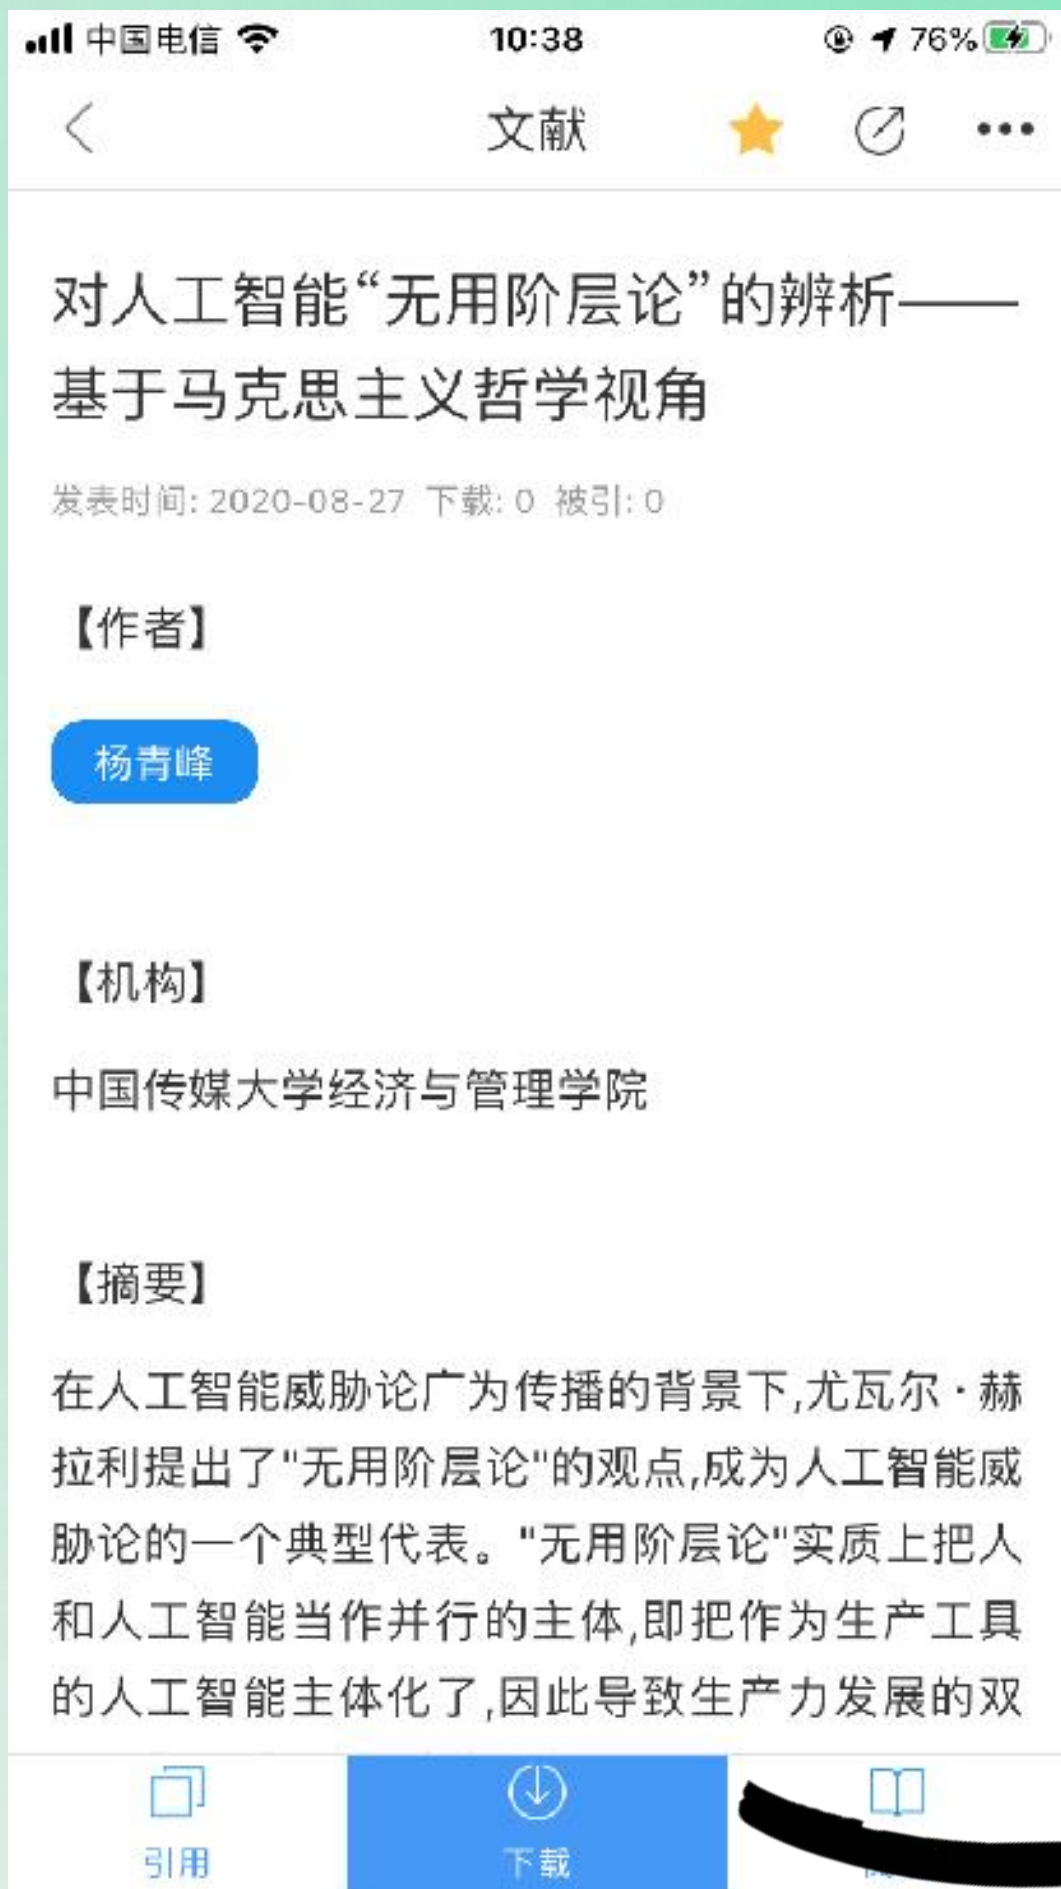 中国电信 10:38 76%
文献
对人工智能“无用阶层论”的辨析——
基于马克思主义哲学视角
发表时间: 2020-08-27 下载: 0 被引: 0
【作者】
杨青峰
【机构】
中国传媒大学经济与管理学院
【摘要】
在人工智能威胁论广为传播的背景下,尤瓦尔·赫
拉利提出了"无用阶层论"的观点,成为人工智能威
胁论的一个典型代表。"无用阶层论"实质上把人
和人工智能当作并行的主体,即把作为生产工具
的人工智能主体化了,因此导致生产力发展的双
引用 下载